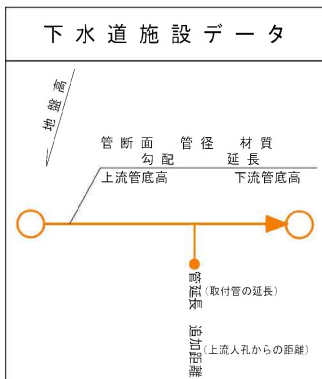 下水道施設データ
地盤高
管断面 管径 材質
勾配 延長
上流管底高 下流管底高
管延長 (取付管の延長)
追加距離 (上流人孔からの距離)